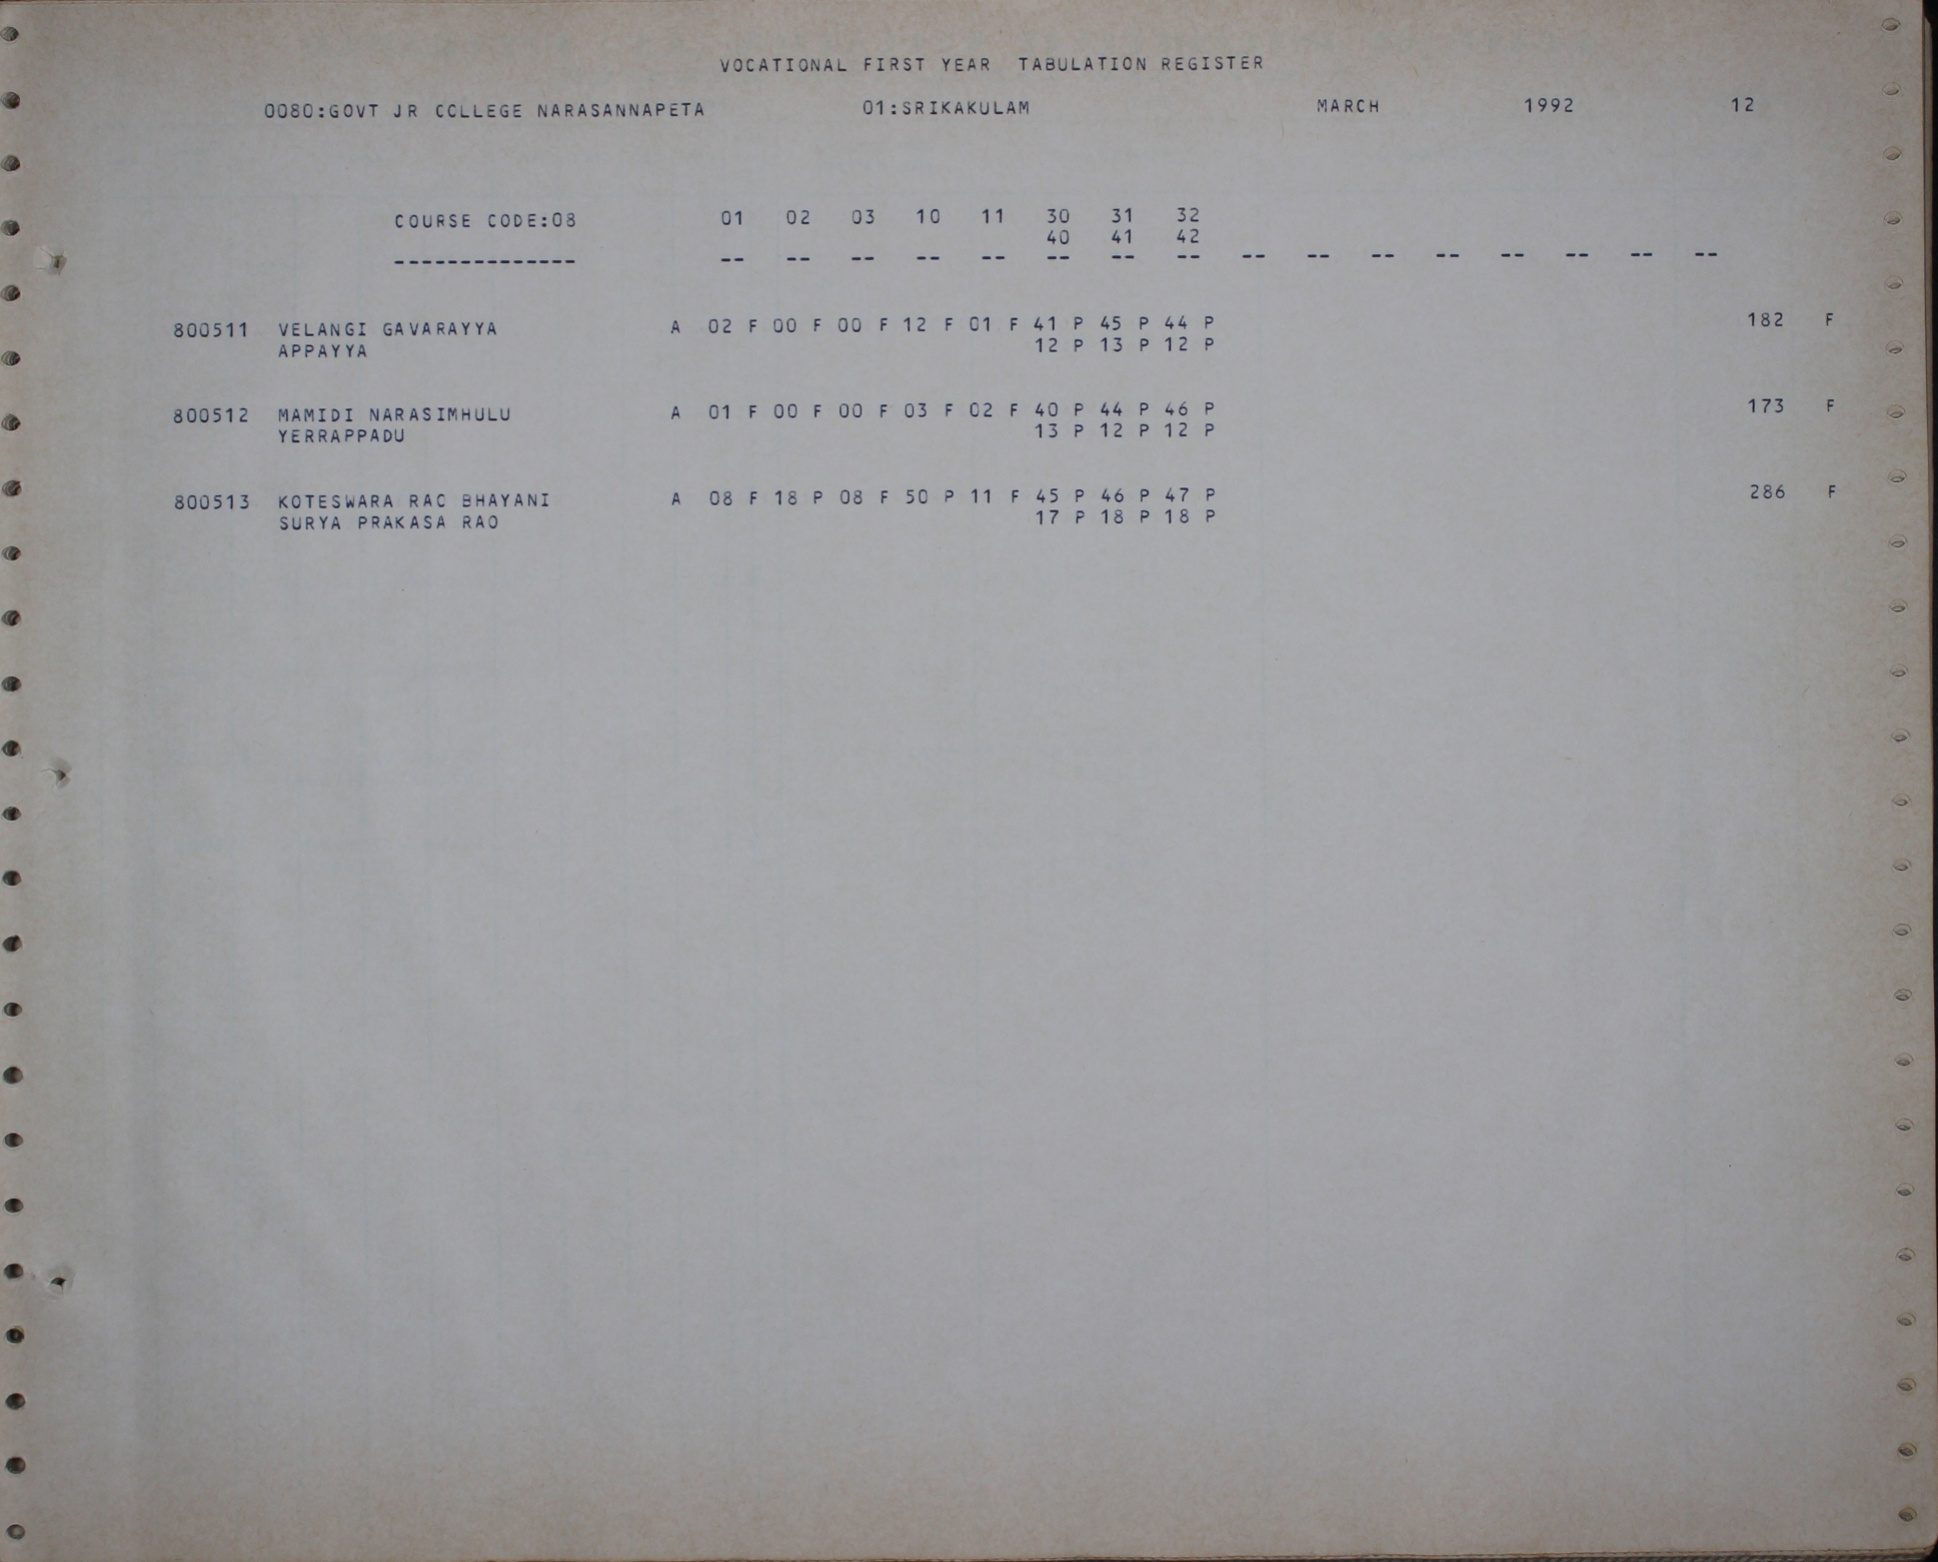 VOCATIONAL FIRST YEAR TABULATION REGISTER
0080:GOVT JR COLLEGE NARASANNAPETA 01:SRIKAKULAM MARCH 1992 12
COURSE CODE:08 01 02 03 10 11 30 31 32
40 41 42
-------------- -- -- -- -- -- -- -- -- -- -- -- -- -- -- -- --
800511 VELANGI GAVARAYYA A 02 F 00 F 00 F 12 F 01 F 41 P 45 P 44 P 182 F
APPAYYA 12 P 13 P 12 P
800512 MAMIDI NARASIMHULU A 01 F 00 F 00 F 03 F 02 F 40 P 44 P 46 P 173 F
YERRAPPADU 13 P 12 P 12 P
800513 KOTESWARA RAO BHAYANI A 08 F 18 P 08 F 50 P 11 F 45 P 46 P 47 P 286 F
SURYA PRAKASA RAO 17 P 18 P 18 P